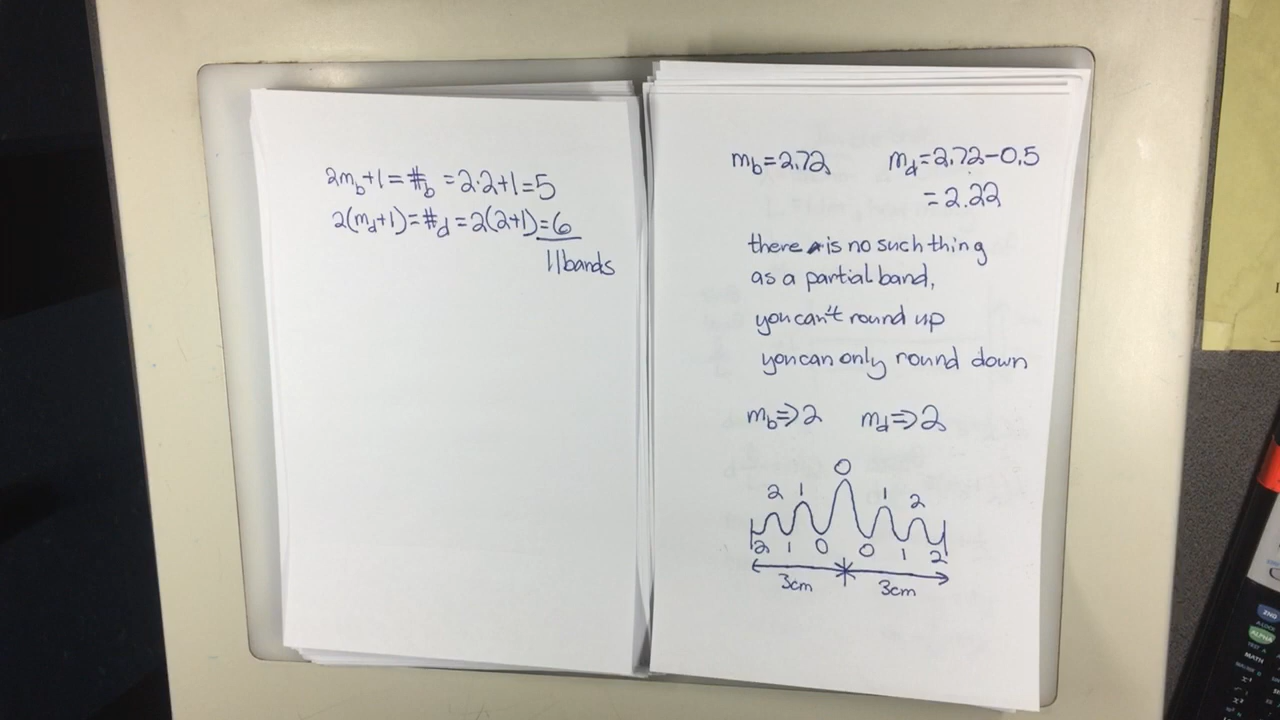 2m_b+1=#_b=2·2+1=5
2(m_d+1)=#_d=2(2+1)=6
11 bands
m_b=2.72 m_d=2.72-0.5
=2.22
there is no such thing
as a partial band,
you can't round up
you can only round down
m_b=>2 m_d=>2
0
2 1 1 2
2 1 0 0 1 2
3cm 3cm
2ND
ALPHA
MATH